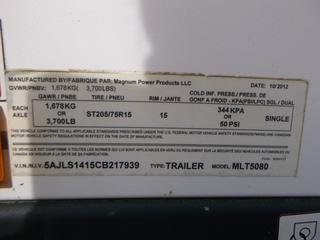 MANUFACTURED BY/FABRIQUE PAR: Magnum Power Products LLC DATE: 10/2012
GVWR/PNBV: 1,678KG ( 3,700LBS)
GAWR / PNBE TIRE / PNEU RIM / JANTE COLD INF. PRESS./ PRESS. DE GONF A FROID - KPA(PSI/LPC) SGL / DUAL
EACH AXLE 1,678KG OR 3,700LB ST205/75R15 15 344 KPA OR 50 PSI SINGLE
V.I.N./N.I.V. 5AJLS1415CB217939 TYPE: TRAILER MODEL: MLT5080